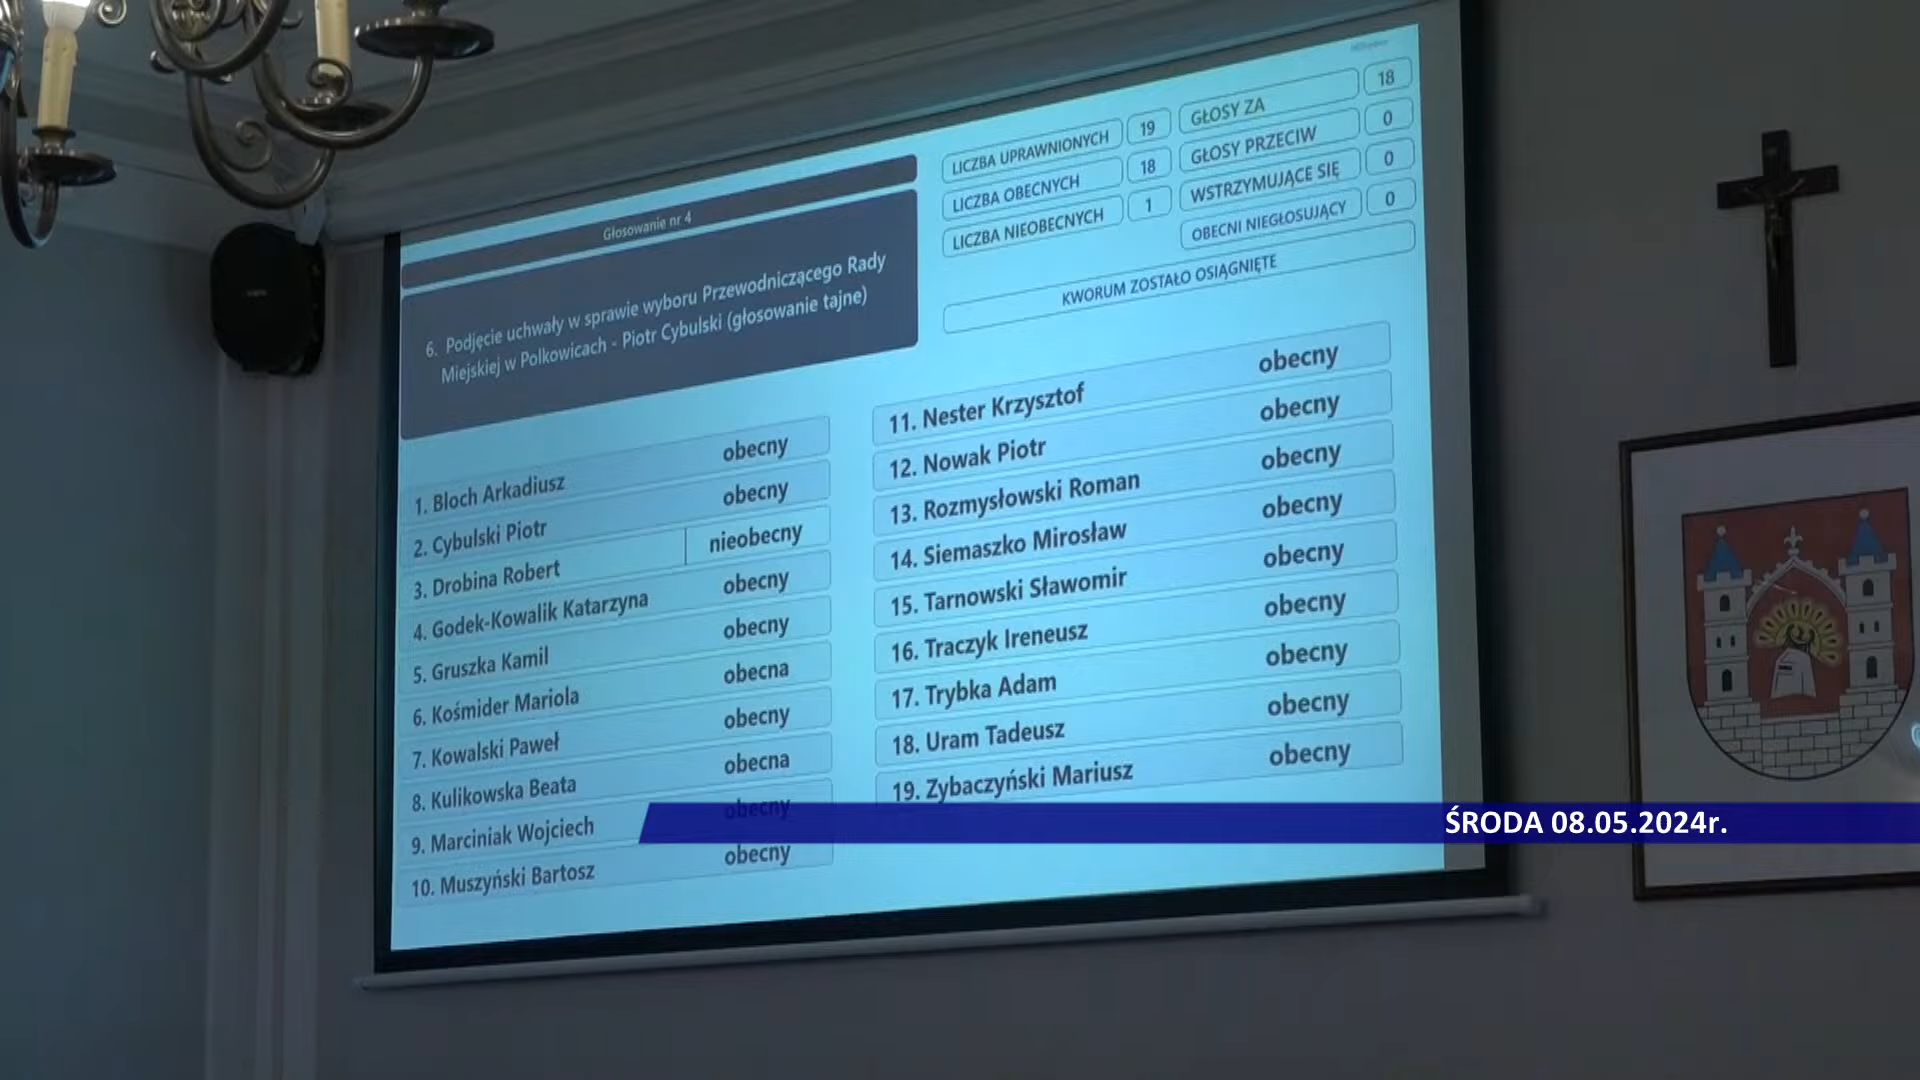 Głosowanie nr 4
6. Podjęcie uchwały w sprawie wyboru Przewodniczącego Rady
Miejskiej w Polkowicach - Piotr Cybulski (głosowanie tajne)
LICZBA UPRAWNIONYCH 19
LICZBA OBECNYCH 18
LICZBA NIEOBECNYCH 1
GŁOSY ZA 18
GŁOSY PRZECIW 0
WSTRZYMUJĄCE SIĘ 0
OBECNI NIEGŁOSUJĄCY 0
KWORUM ZOSTAŁO OSIĄGNIĘTE
1. Bloch Arkadiusz obecny
2. Cybulski Piotr obecny
3. Drobina Robert nieobecny
4. Godek-Kowalik Katarzyna obecny
5. Gruszka Kamil obecny
6. Kośmider Mariola obecna
7. Kowalski Paweł obecny
8. Kulikowska Beata obecna
9. Marciniak Wojciech obecny
10. Muszyński Bartosz obecny
11. Nester Krzysztof obecny
12. Nowak Piotr obecny
13. Rozmysłowski Roman obecny
14. Siemaszko Mirosław obecny
15. Tarnowski Sławomir obecny
16. Traczyk Ireneusz obecny
17. Trybka Adam obecny
18. Uram Tadeusz obecny
19. Zybaczyński Mariusz obecny
ŚRODA 08.05.2024r.